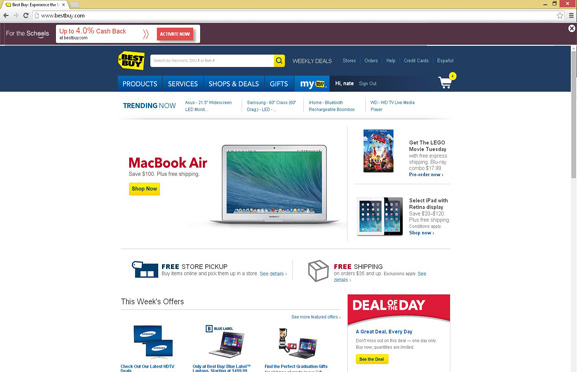 Best Buy: Experience the
www.bestbuy.com
For the Scheels
Up to 4.0% Cash Back
at bestbuy.com
ACTIVATE NOW
BEST
BUY
WEEKLY DEALS
Stores
Orders
Help
Credit Cards
Español
PRODUCTS
SERVICES
SHOPS & DEALS
GIFTS
my
Hi, nate
Sign Out
TRENDING NOW
Asus - 21.5" Widescreen
LED Monit...
Samsung - 60" Class (60"
Diag.) - LED - ...
iHome - Bluetooth
Rechargeable Boombox
WD - WD TV Live Media
Player
MacBook Air
Save $100. Plus free shipping.
Shop Now
Get The LEGO
Movie Tuesday
with free express
shipping. Blu-ray
combo $17.99.
Pre-order now ›
Select iPad with
Retina display
Save $20–$120.
Plus free shipping.
Conditions apply.
Shop now ›
FREE STORE PICKUP
Buy items online and pick them up in a store. See details ›
FREE SHIPPING
on orders $35 and up. Exclusions apply. See
details ›
This Week's Offers
See more featured offers ›
SAMSUNG
BLUE LABEL
Check Out Our Latest HDTV
Deals
Only at Best Buy: Blue Label™
Laptops, Starting at $499.99
Find the Perfect Graduation Gifts
DEAL OF THE DAY
A Great Deal, Every Day
Don't miss out on this deal — one day only.
Buy now, quantities are limited.
See the Deal